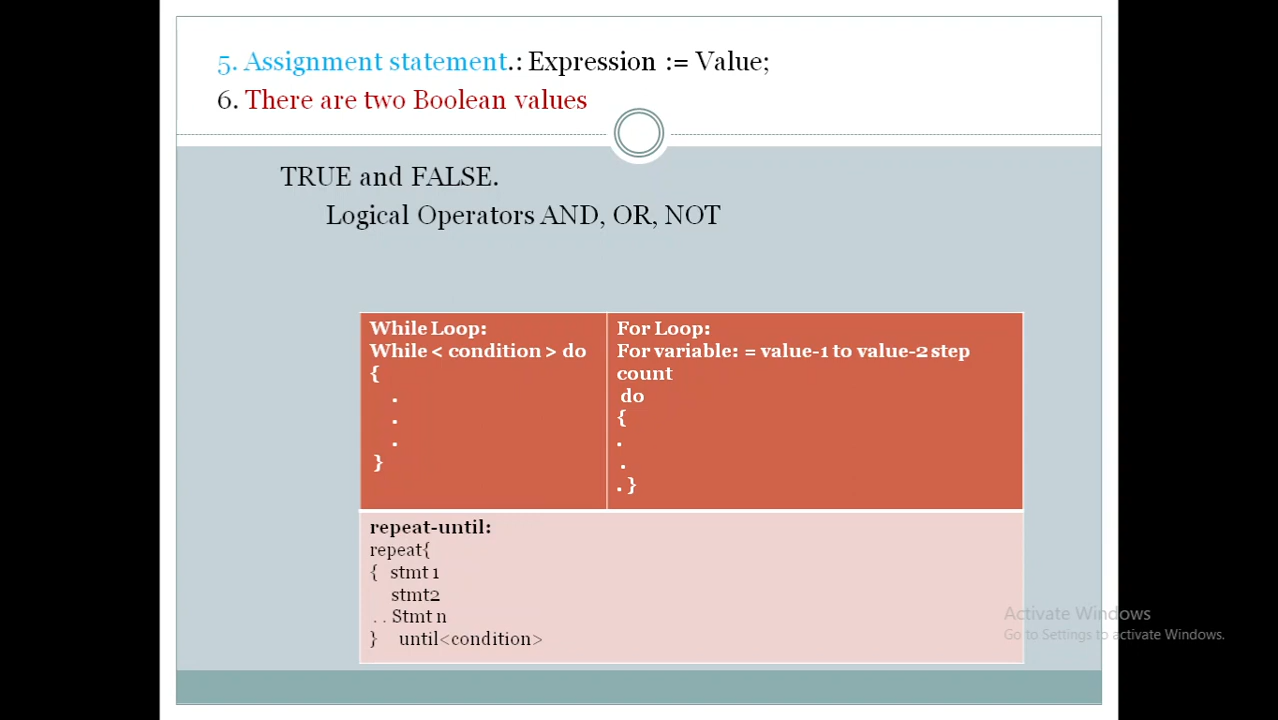 5. Assignment statement.: Expression := Value;
6. There are two Boolean values
TRUE and FALSE.
Logical Operators AND, OR, NOT
While Loop:
While < condition > do
{
.
.
.
}
For Loop:
For variable: = value-1 to value-2 step
count
do
{
.
.
. }
repeat-until:
repeat{
{ stmt 1
stmt2
. . Stmt n
} until<condition>
Activate Windows
Go to Settings to activate Windows.